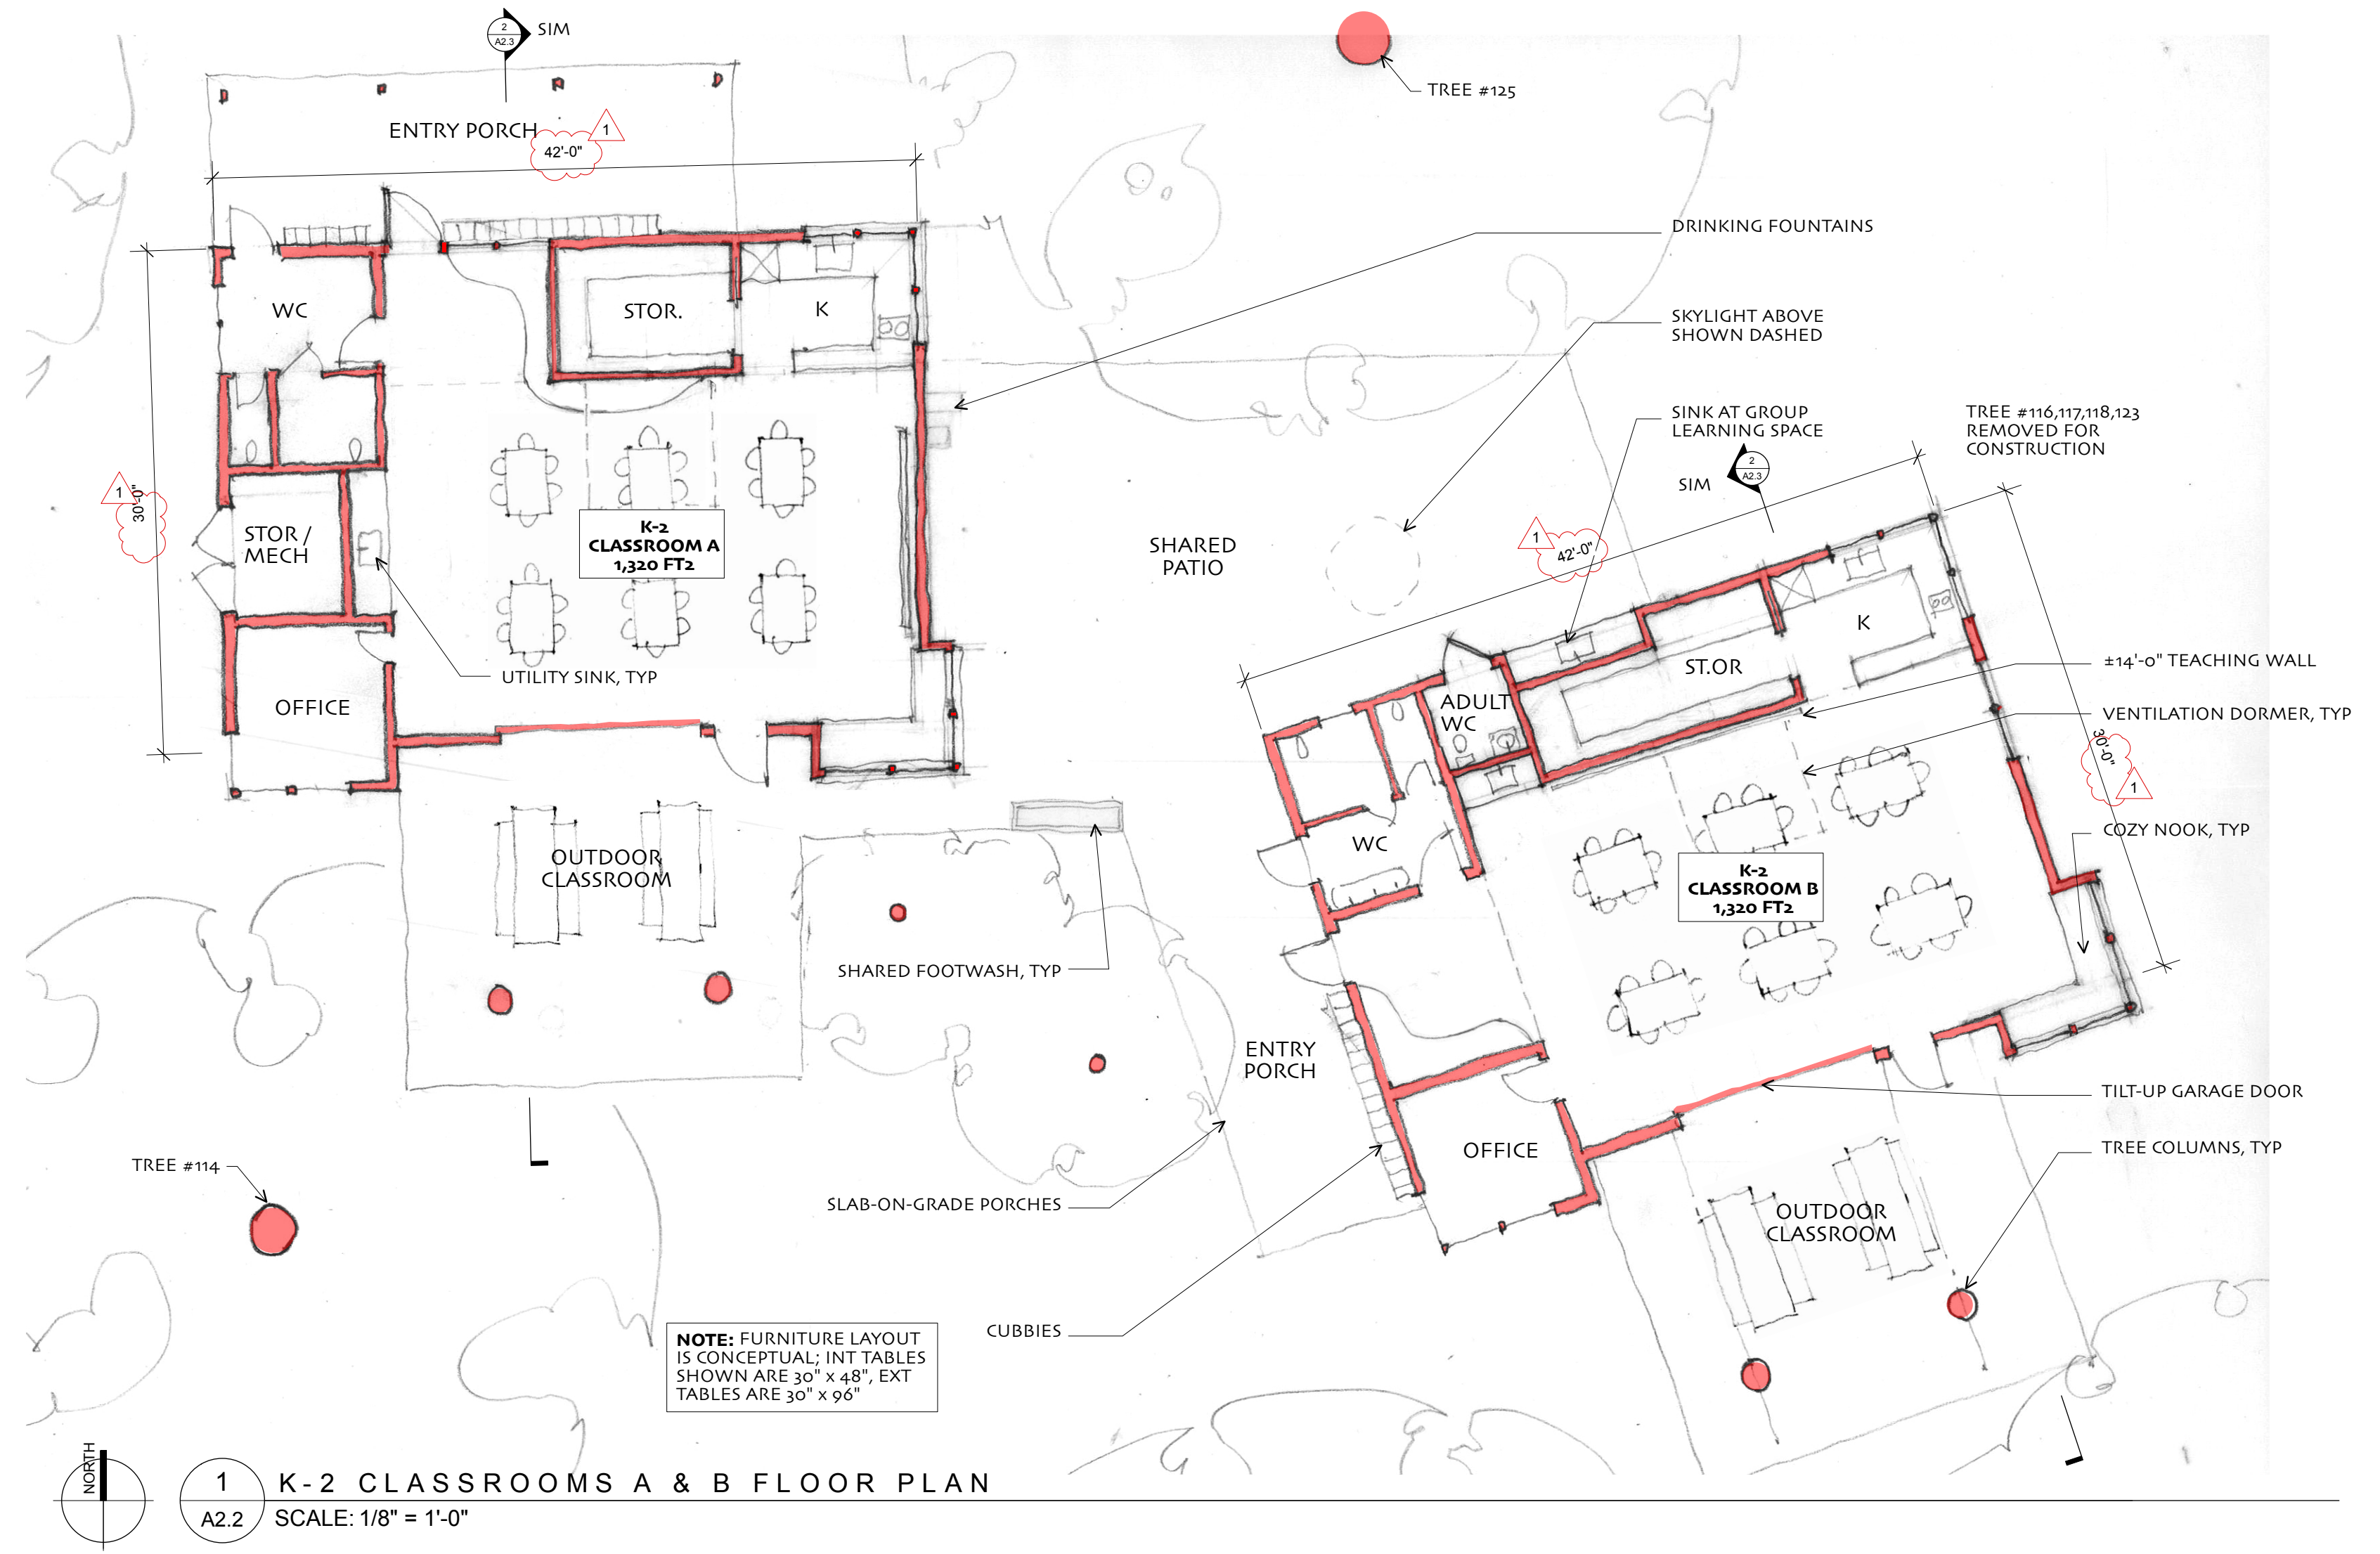 2
A2.3
SIM
TREE #125
ENTRY PORCH
1
42'-0"
DRINKING FOUNTAINS
WC
STOR.
K
SKYLIGHT ABOVE
SHOWN DASHED
SINK AT GROUP
LEARNING SPACE
TREE #116,117,118,123
REMOVED FOR
CONSTRUCTION
2
A2.3
SIM
1
30'-0"
STOR /
MECH
K-2
CLASSROOM A
1,320 FT2
SHARED
PATIO
1
42'-0"
K
ST.OR
±14'-0" TEACHING WALL
UTILITY SINK, TYP
OFFICE
ADULT
WC
VENTILATION DORMER, TYP
30'-0"
1
COZY NOOK, TYP
WC
OUTDOOR
CLASSROOM
K-2
CLASSROOM B
1,320 FT2
SHARED FOOTWASH, TYP
ENTRY
PORCH
TILT-UP GARAGE DOOR
TREE COLUMNS, TYP
OFFICE
TREE #114
SLAB-ON-GRADE PORCHES
OUTDOOR
CLASSROOM
CUBBIES
NOTE: FURNITURE LAYOUT
IS CONCEPTUAL; INT TABLES
SHOWN ARE 30" x 48", EXT
TABLES ARE 30" x 96"
NORTH
1
A2.2
K-2 CLASSROOMS A & B FLOOR PLAN
SCALE: 1/8" = 1'-0"